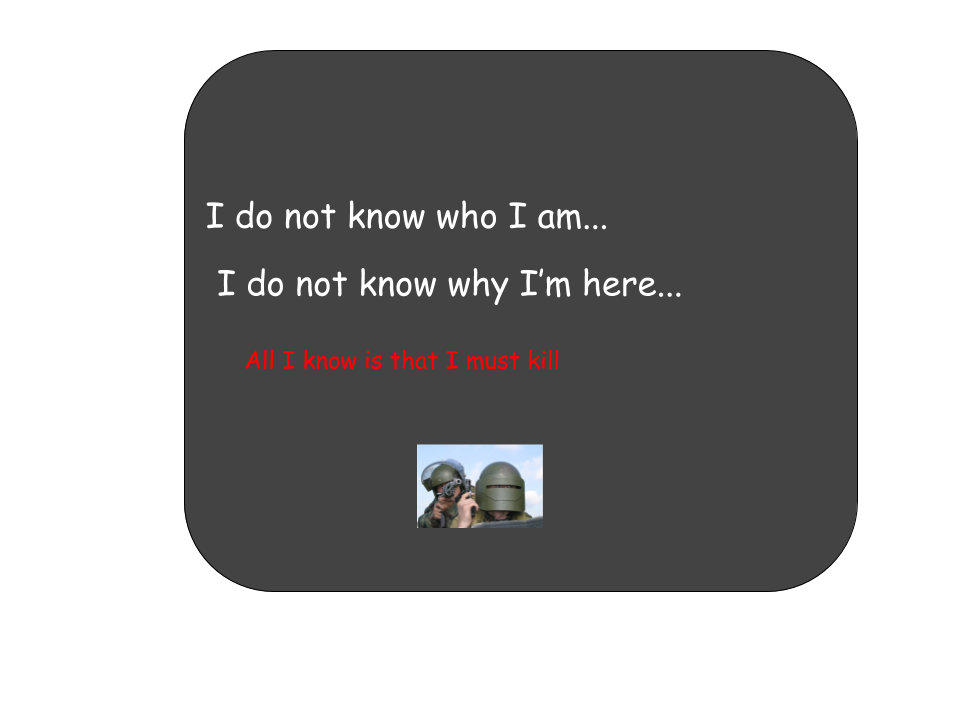 I do not know who I am...
I do not know why I’m here...
All I know is that I must kill